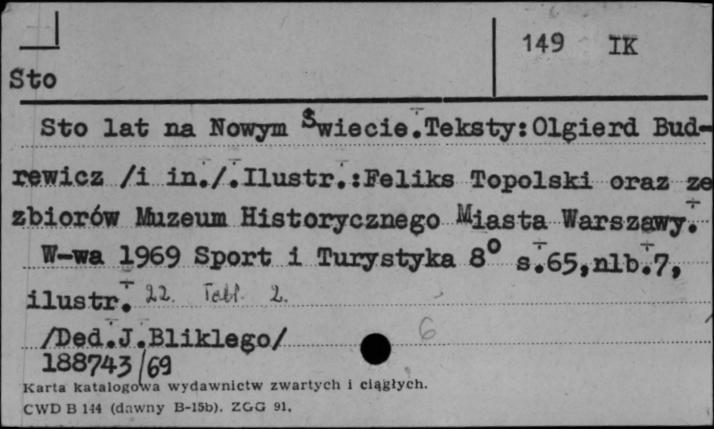 149 IK
Sto
Sto lat na Nowym Świecie.Teksty:Olgierd Bud-
rewicz /i in./.Ilustr.:Feliks Topolski oraz ze
zbiorów Muzeum Historycznego Miasta Warszawy.
W-wa 1969 Sport i Turystyka 8° s.65,nlb.7,
ilustr. 22. Tabl. 2.
/Ded.J.Bliklego/
6
188743/69
Karta katalogowa wydawnictw zwartych i ciągłych.
CWD B 144 (dawny B-15b). ZGG 91.